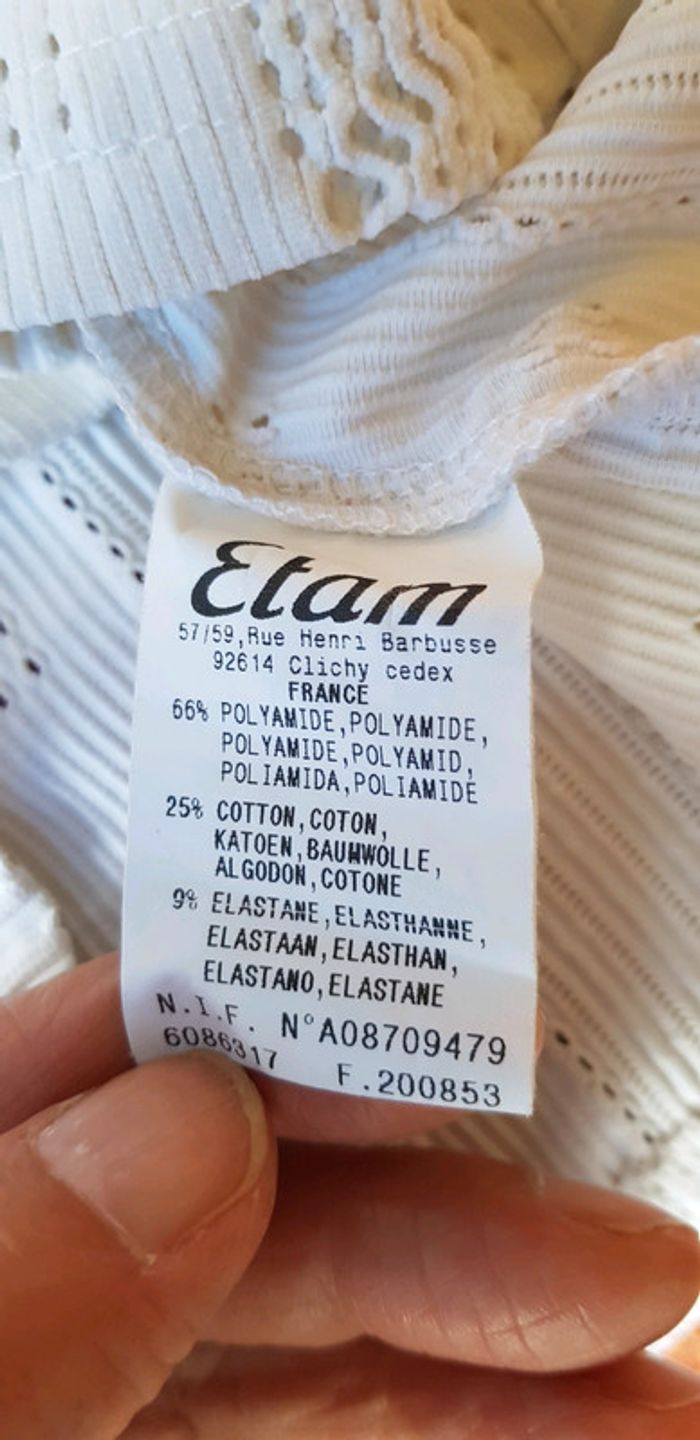 Etam
57/59,Rue Henri Barbusse
92614 Clichy cedex
FRANCE
66% POLYAMIDE,POLYAMIDE,
POLYAMIDE,POLYAMID,
POLIAMIDA,POLIAMIDE
25% COTTON,COTON,
KATOEN,BAUMWOLLE,
ALGODON,COTONE
9% ELASTANE,ELASTHANNE,
ELASTAAN,ELASTHAN,
ELASTANO,ELASTANE
N.I.F. N°A08709479
6086317 F.200853